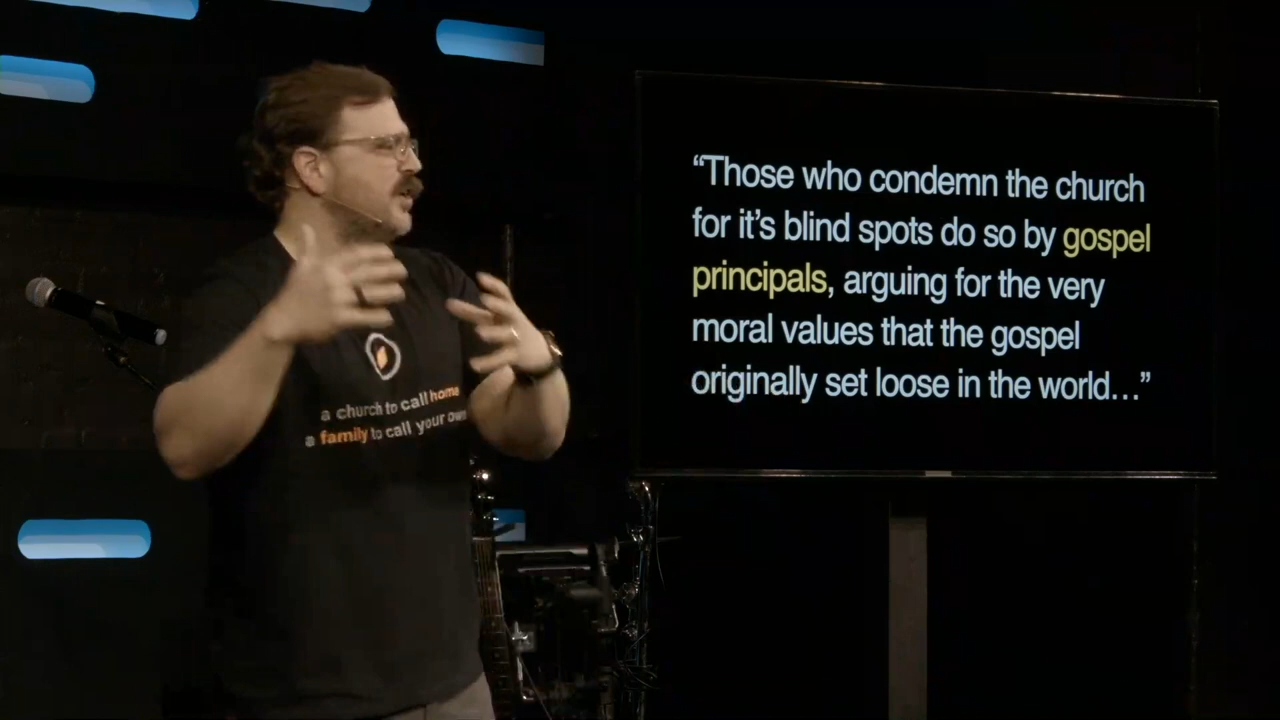 “Those who condemn the church
for it’s blind spots do so by gospel
principals, arguing for the very
moral values that the gospel
originally set loose in the world…”
a church to call home
a family to call your own